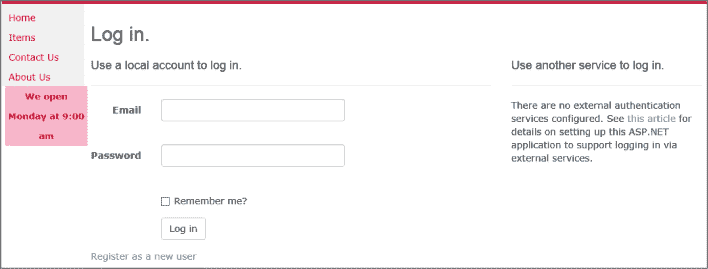 Home
Items
Contact Us
About Us
We open
Monday at 9:00
am
Log in.
Use a local account to log in.
Email
Password
Remember me?
Log in
Register as a new user
Use another service to log in.
There are no external authentication
services configured. See this article for
details on setting up this ASP.NET
application to support logging in via
external services.